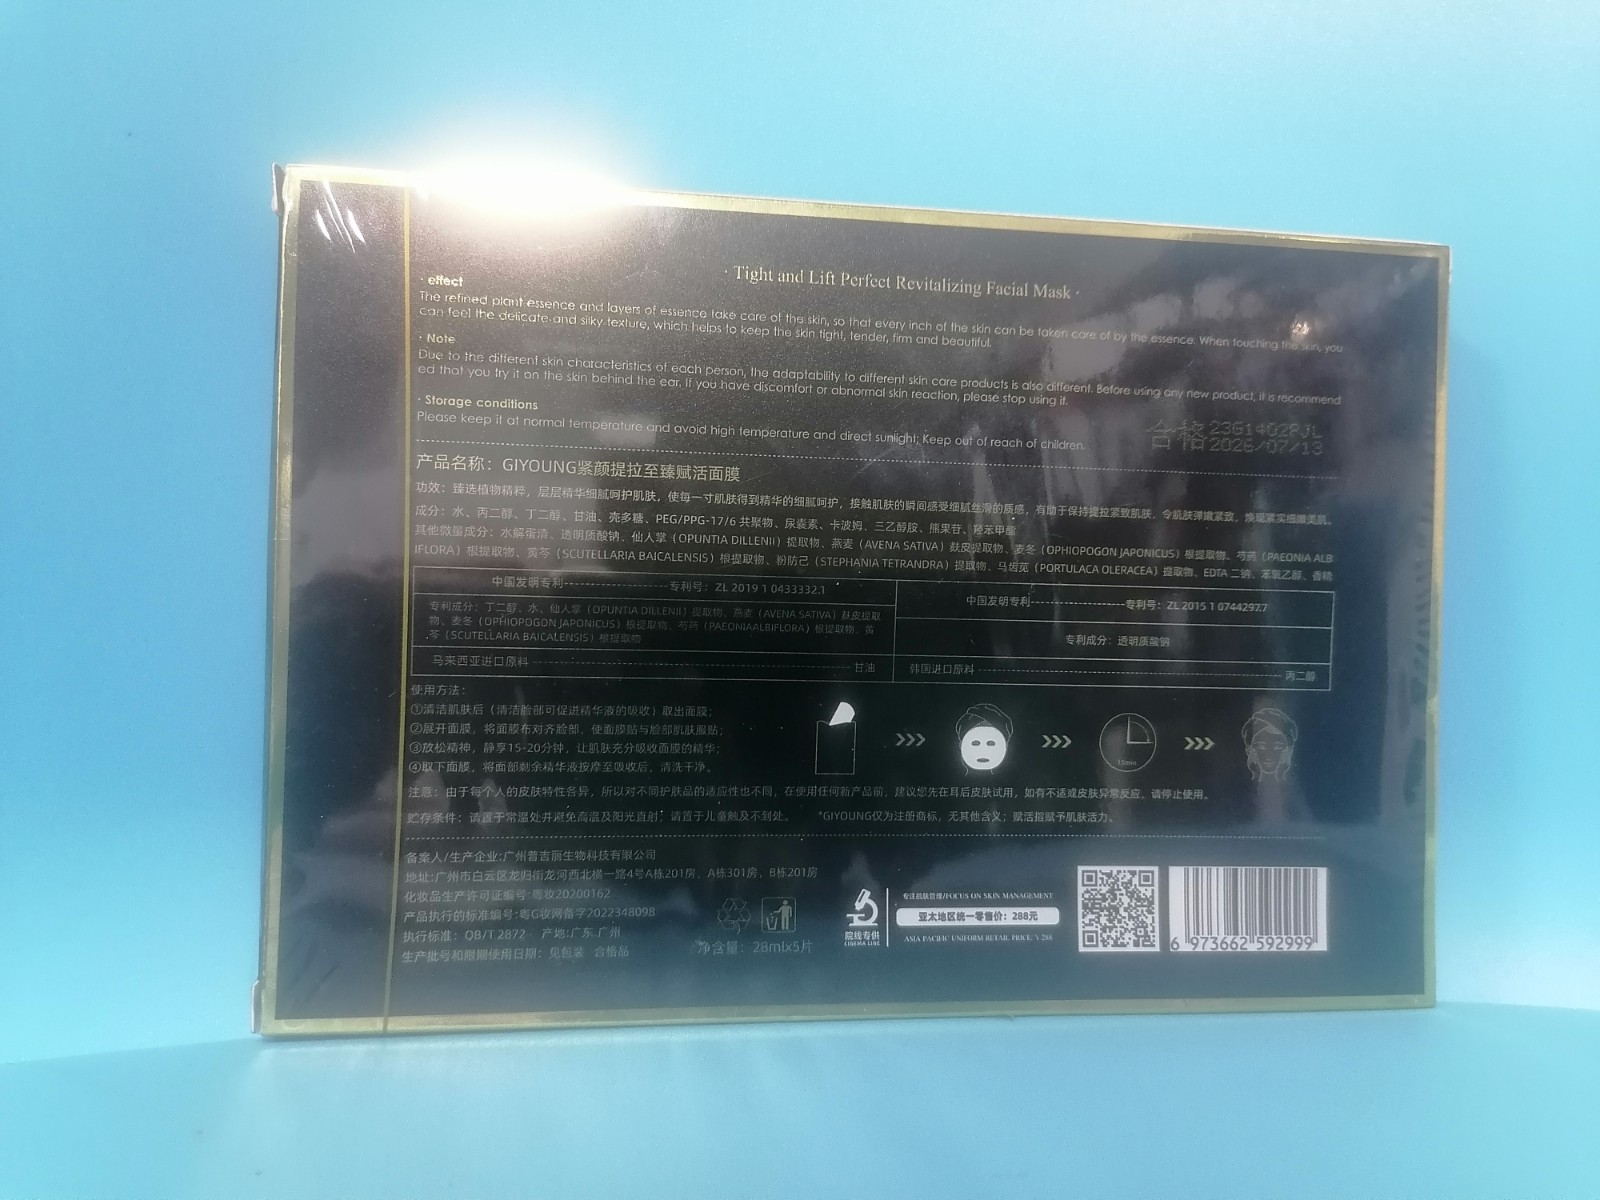 · Tight and Lift Perfect Revitalizing Facial Mask ·
· effect
The refined plant essence and layers of essence take care of the skin, so that every inch of the skin can be taken care of by the essence. When touching the skin, you
can feel the delicate and silky texture, which helps to keep the skin tight, tender, firm and beautiful.
· Note
Due to the different skin characteristics of each person, the adaptability to different skin care products is also different. Before using any new product, it is recommend
ed that you try it on the skin behind the ear. If you have discomfort or abnormal skin reaction, please stop using it.
· Storage conditions
Please keep it at normal temperature and avoid high temperature and direct sunlight; Keep out of reach of children.
合格 23G1402PJL
2026/07/13
产品名称：GIYOUNG紧颜提拉至臻赋活面膜
功效：臻选植物精粹，层层精华细腻呵护肌肤，使每一寸肌肤得到精华的细腻呵护，接触肌肤的瞬间感受细腻丝滑的质感，有助于保持提拉紧致肌肤，令肌肤弹嫩紧致，焕现紧实细嫩美肌。
成分：水、丙二醇、丁二醇、甘油、壳多糖、PEG/PPG-17/6 共聚物、尿囊素、卡波姆、三乙醇胺、熊果苷、羟苯甲酯
其他微量成分：水解蛋清、透明质酸钠、仙人掌（OPUNTIA DILLENII）提取物、燕麦（AVENA SATIVA）麸皮提取物、麦冬（OPHIOPOGON JAPONICUS）根提取物、芍药（PAEONIA ALB
IFLORA）根提取物、黄芩（SCUTELLARIA BAICALENSIS）根提取物、粉防己（STEPHANIA TETRANDRA）提取物、马齿苋（PORTULACA OLERACEA）提取物、EDTA 二钠、苯氧乙醇、香精
中国发明专利----------------------专利号：ZL 2019 1 0433332.1
专利成分：丁二醇、水、仙人掌（OPUNTIA DILLENII）提取物、燕麦（AVENA SATIVA）麸皮提取
物、麦冬（OPHIOPOGON JAPONICUS）根提取物、芍药（PAEONIAALBIFLORA）根提取物、黄
芩（SCUTELLARIA BAICALENSIS）根提取物
马来西亚进口原料----------------------甘油
中国发明专利----------------------专利号：ZL 2015 1 0744297.7
专利成分：透明质酸钠
韩国进口原料----------------------丙二醇
使用方法：
①清洁肌肤后（清洁脸部可促进精华液的吸收）取出面膜；
②展开面膜，将面膜布对齐脸部，使面膜贴与脸部肌肤服贴；
③放松精神，静享15-20分钟，让肌肤充分吸收面膜的精华；
④取下面膜，将面部剩余精华液按摩至吸收后，清洗干净。
15min
注意：由于每个人的皮肤特性各异，所以对不同护肤品的适应性也不同，在使用任何新产品前，建议您先在耳后皮肤试用，如有不适或皮肤异常反应，请停止使用。
贮存条件：请置于常温处并避免高温及阳光直射；请置于儿童触及不到处。 *GIYOUNG仅为注册商标，无其他含义；赋活指赋予肌肤活力。
备案人/生产企业:广州普吉丽生物科技有限公司
地址:广州市白云区龙归街龙河西北横一路4号A栋201房，A栋301房，B栋201房
化妆品生产许可证编号:粤妆20200162
产品执行的标准编号:粤G妆网备字2022348098
执行标准：QB/T 2872 产地:广东.广州
生产批号和限期使用日期：见包装 合格品
净含量：28mlx5片
院线专供
CINEMA LINE
专注肌肤管理/FOCUS ON SKIN MANAGEMENT
亚太地区统一零售价：288元
ASIA PACIFIC UNIFORM RETAIL PRICE: Y 288
6 973662 592999